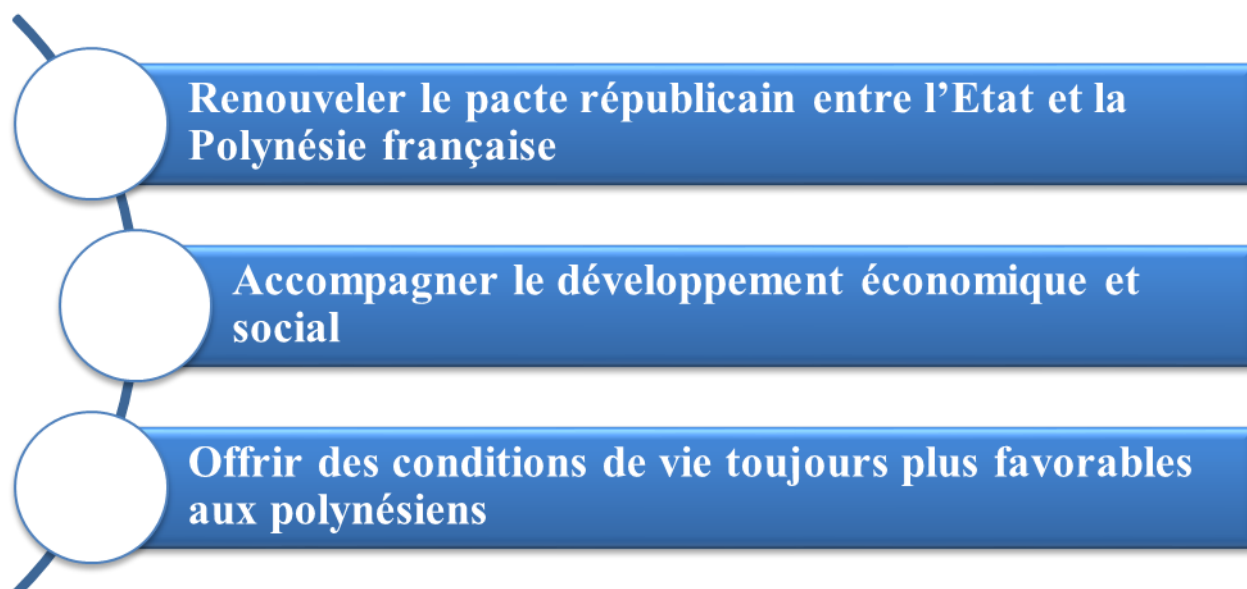 Renouveler le pacte républicain entre l’Etat et la
Polynésie française
Accompagner le développement économique et
social
Offrir des conditions de vie toujours plus favorables
aux polynésiens